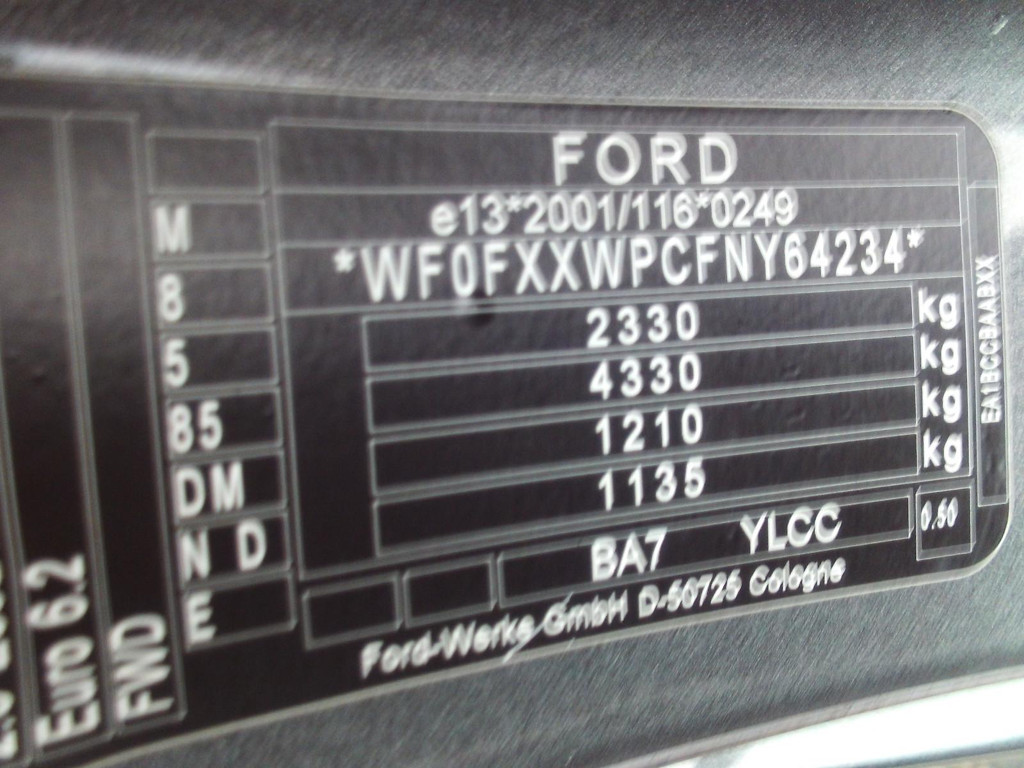 FORD
e13*2001/116*0249
*WF0FXXWPCFNY64234*
2330 kg
4330 kg
1210 kg
1135 kg
BA7 YLCC 0.50
Ford-Werke GmbH D-50725 Cologne
M
8
5
85
DM
N D
E
FWD
Euro 6.2
EA1BCCBAABXX